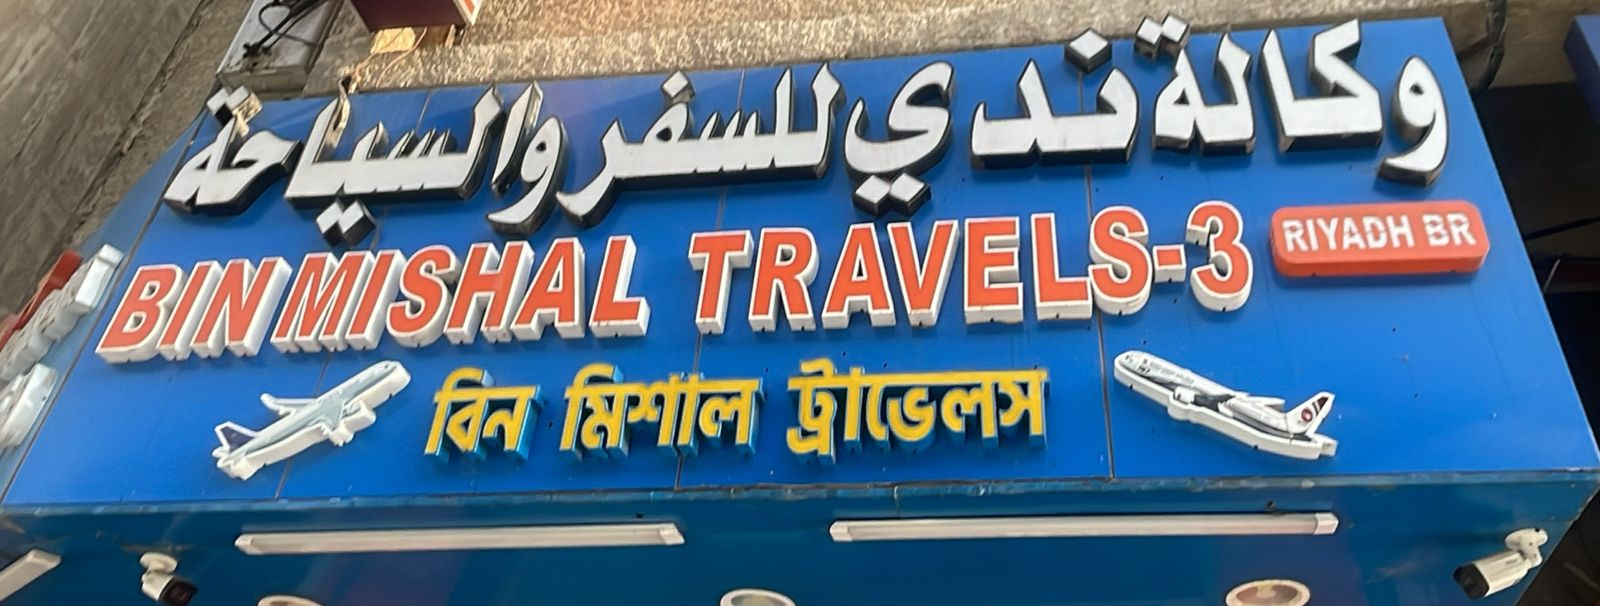 وكالة ندي للسفر والسياحة
BIN MISHAL TRAVELS-3 RIYADH BR
বিন মিশাল ট্রাভেলস